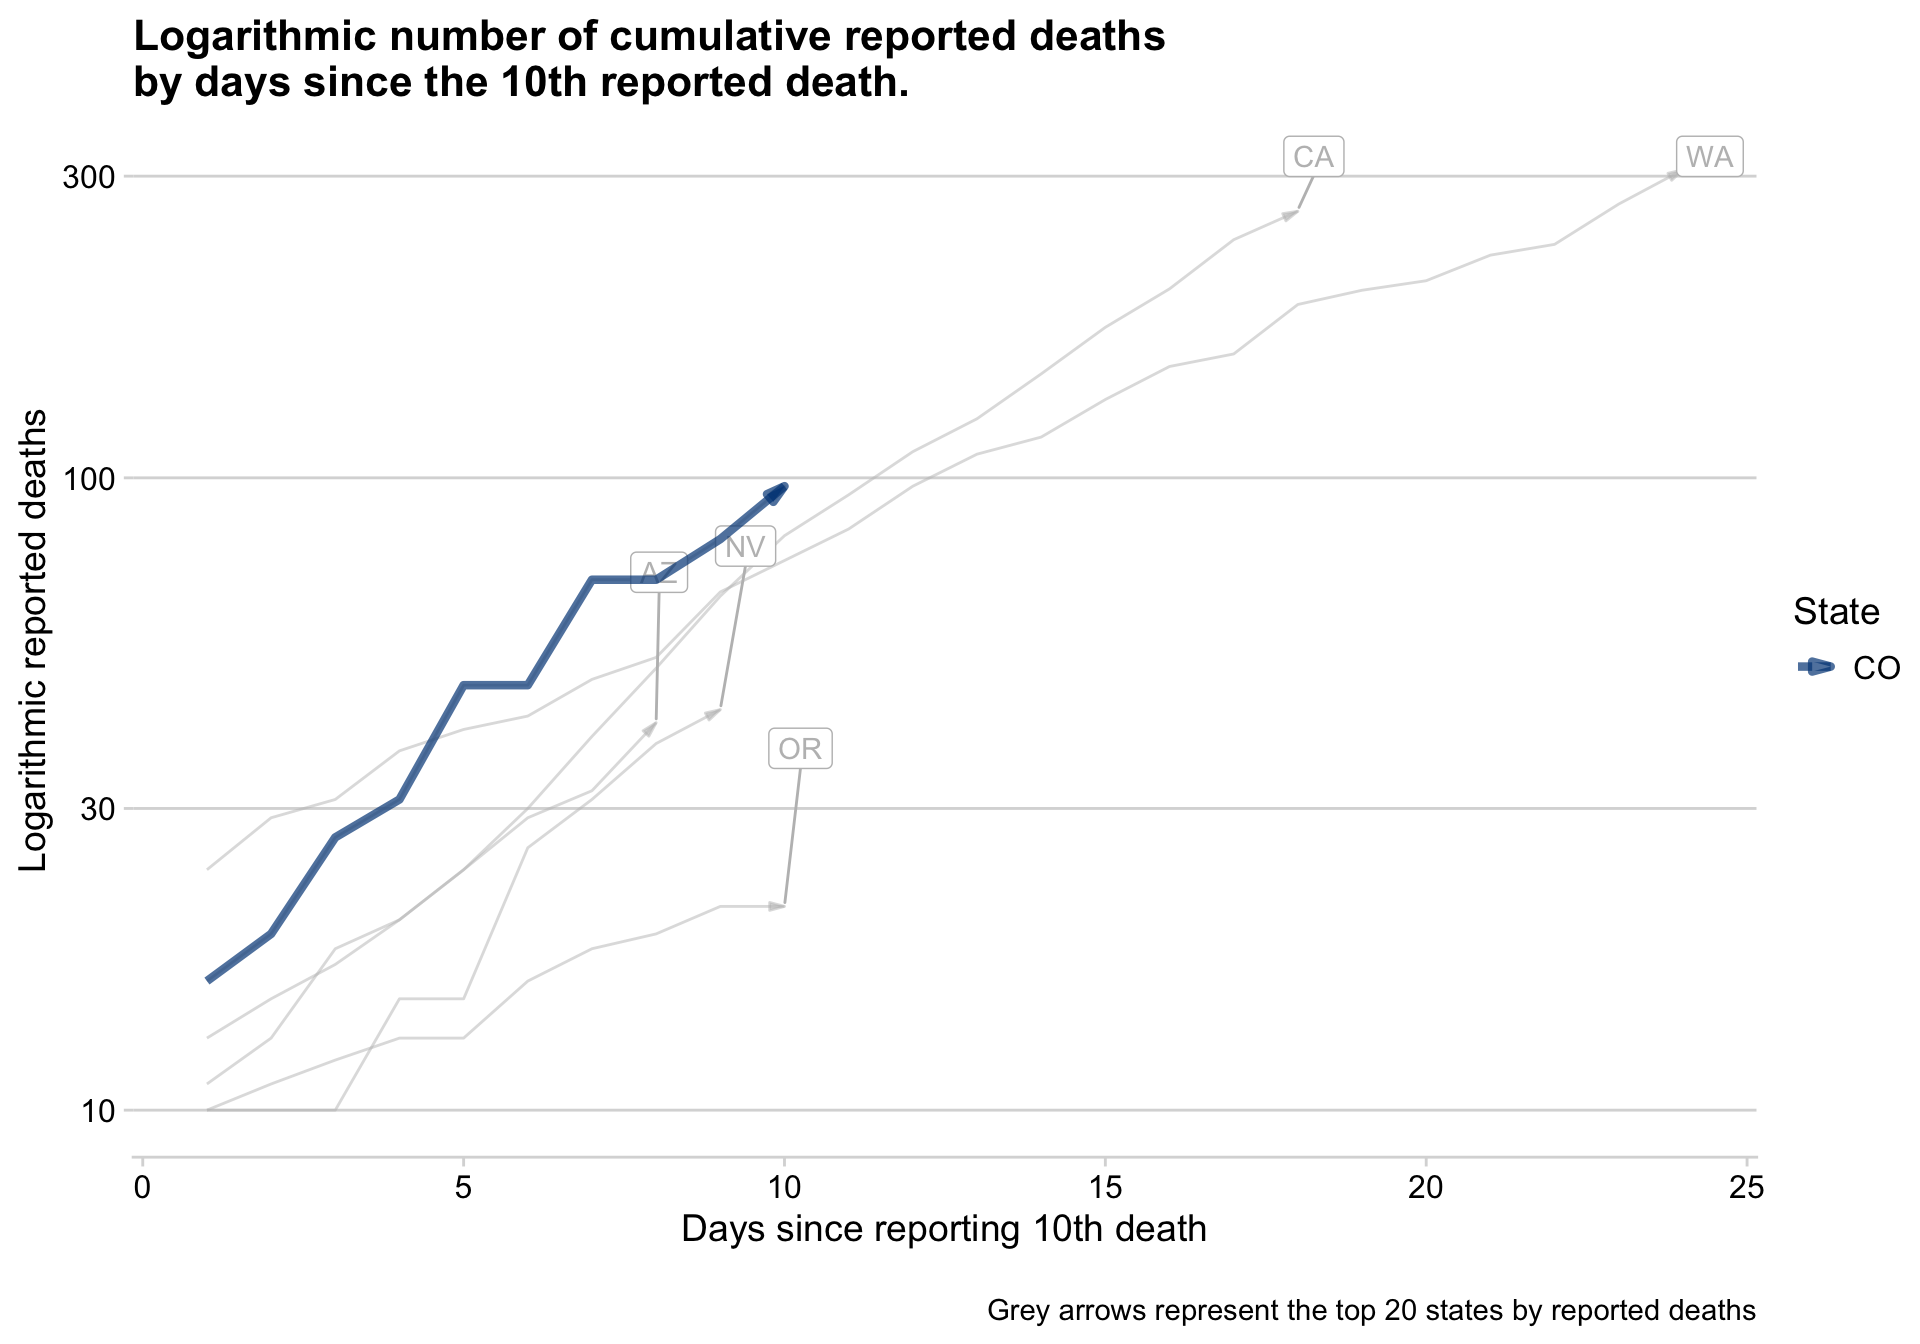 Logarithmic number of cumulative reported deaths
by days since the 10th reported death.
Logarithmic reported deaths
300
100
30
10
CA
WA
NV
AZ
OR
State
CO
0 5 10 15 20 25
Days since reporting 10th death
Grey arrows represent the top 20 states by reported deaths